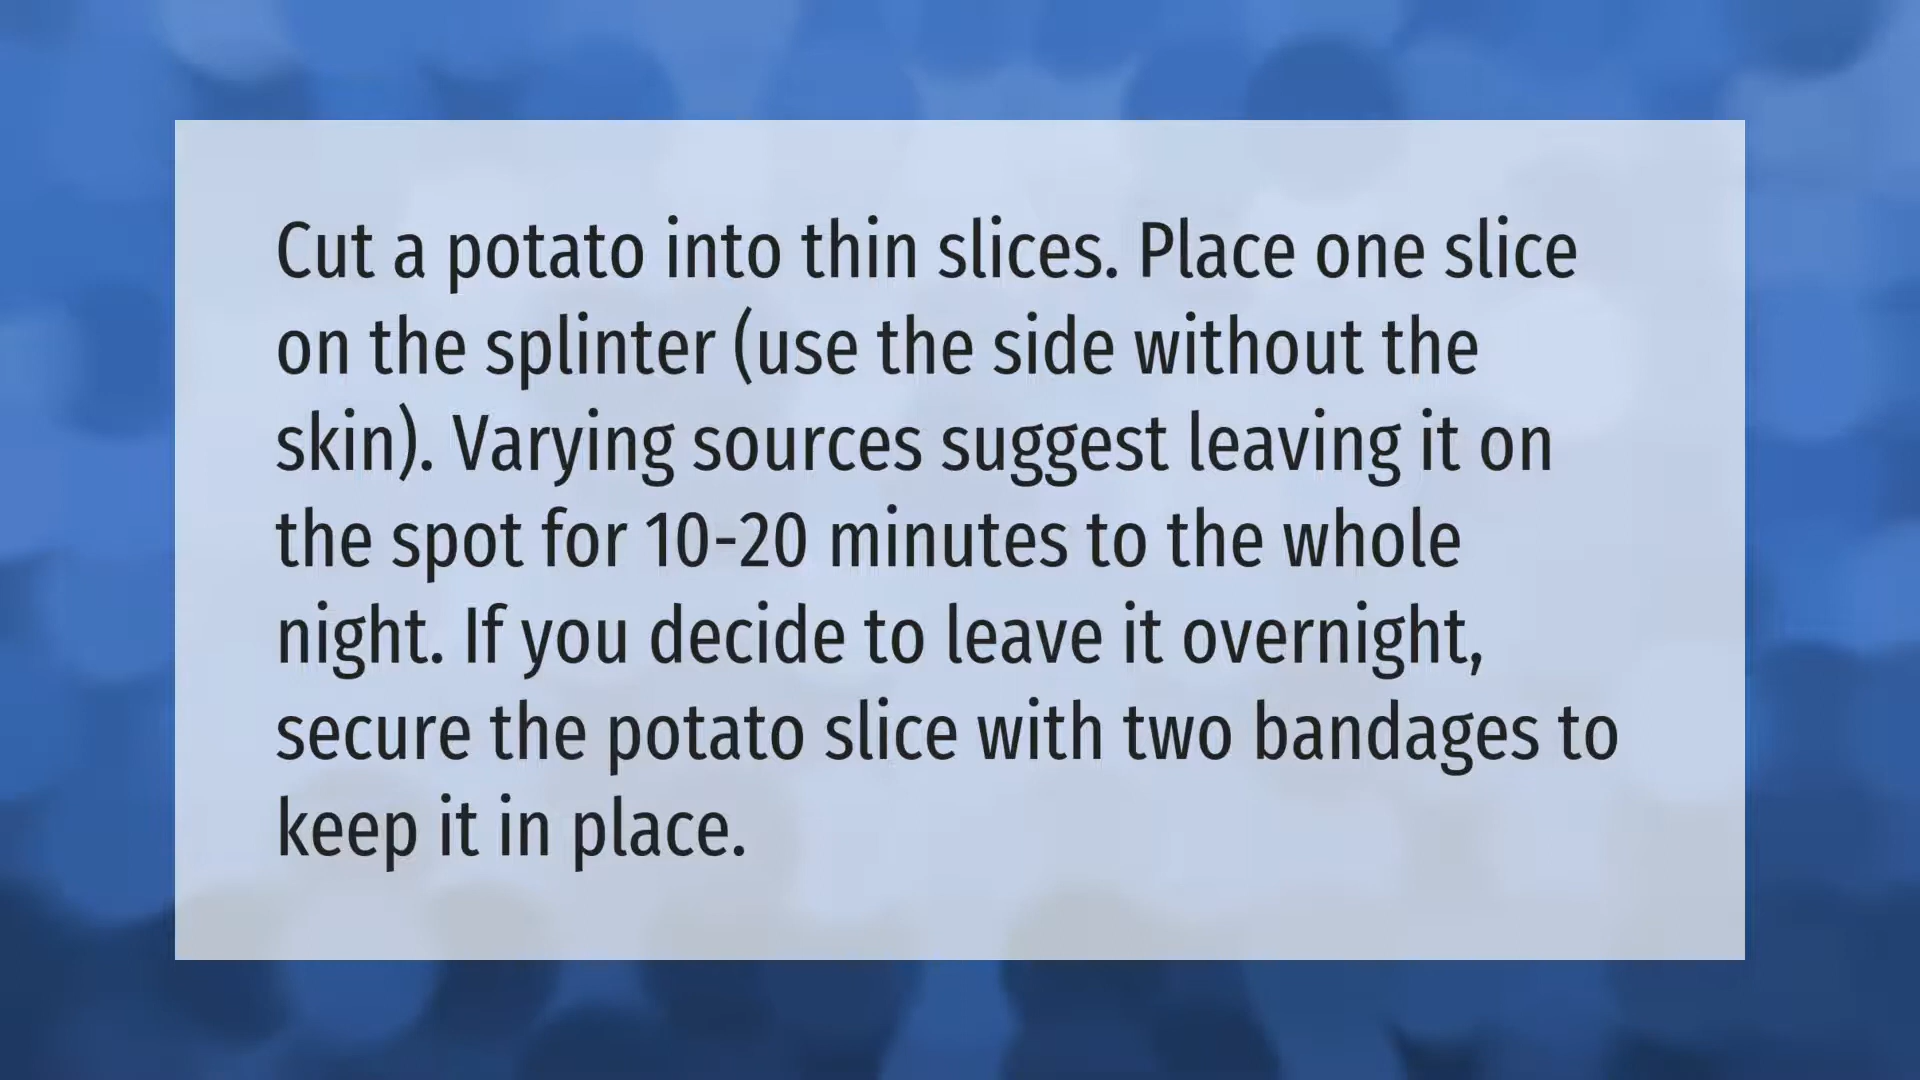 Cut a potato into thin slices. Place one slice
on the splinter (use the side without the
skin). Varying sources suggest leaving it on
the spot for 10-20 minutes to the whole
night. If you decide to leave it overnight,
secure the potato slice with two bandages to
keep it in place.